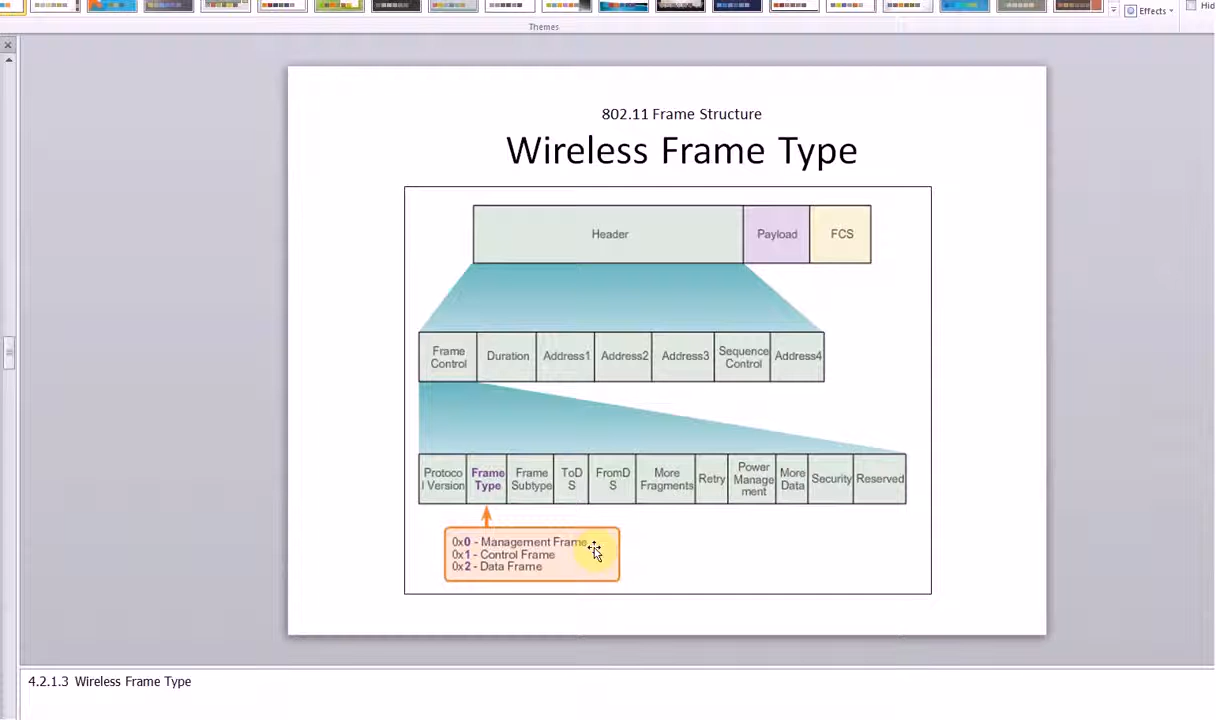 Effects
Hid
Themes
802.11 Frame Structure
Wireless Frame Type
Header
Payload
FCS
Frame
Control
Duration
Address1
Address2
Address3
Sequence
Control
Address4
Protoco
l Version
Frame
Type
Frame
Subtype
ToD
S
FromD
S
More
Fragments
Retry
Power
Manage
ment
More
Data
Security
Reserved
0x0 - Management Frame
0x1 - Control Frame
0x2 - Data Frame
4.2.1.3 Wireless Frame Type